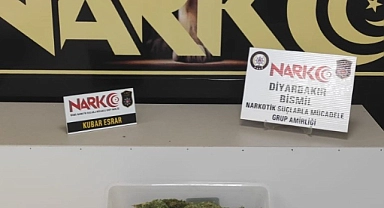 NARKO
NARKO
KUBAR ESRAR
NARKO
DİYARBAKIR
BİSMİL
NARKOTİK SUÇLARLA MÜCADELE
GRUP AMİRLİĞİ